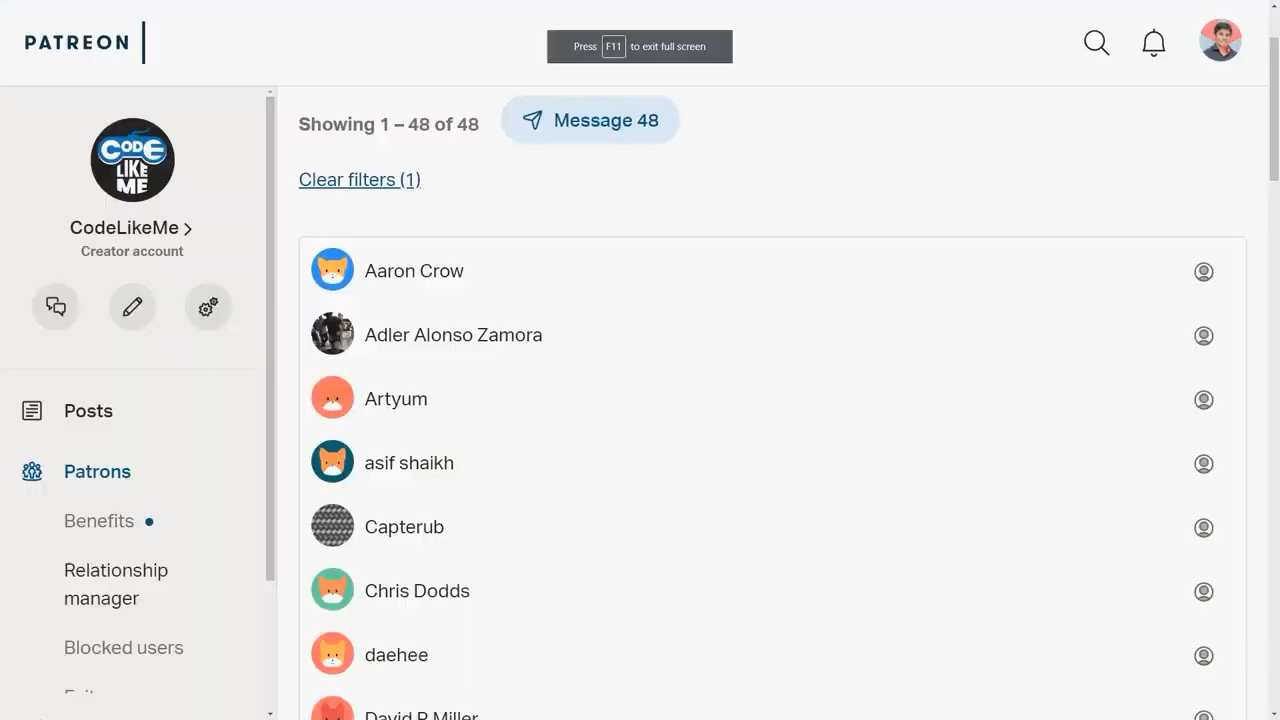 PATREON
Press F11 to exit full screen
CODE
LIKE
ME
CodeLikeMe
Creator account
Posts
Patrons
Benefits
Relationship
manager
Blocked users
Showing 1 – 48 of 48
Message 48
Clear filters (1)
Aaron Crow
Adler Alonso Zamora
Artyum
asif shaikh
Capterub
Chris Dodds
daehee
David R Miller